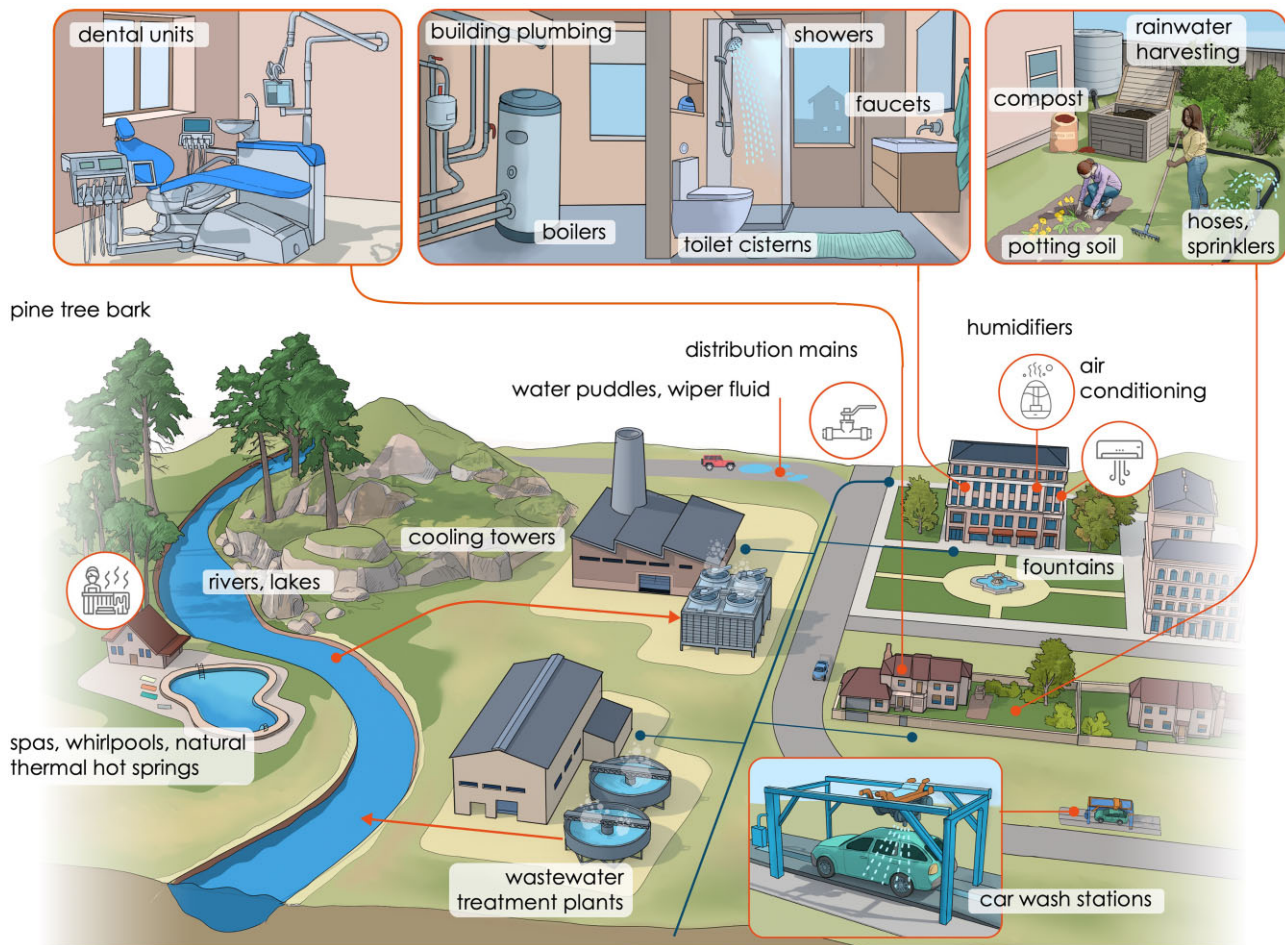 dental units
building plumbing
showers
faucets
boilers
toilet cisterns
rainwater
harvesting
compost
potting soil
hoses,
sprinklers
pine tree bark
distribution mains
water puddles, wiper fluid
humidifiers
air
conditioning
cooling towers
rivers, lakes
fountains
spas, whirlpools, natural
thermal hot springs
wastewater
treatment plants
car wash stations